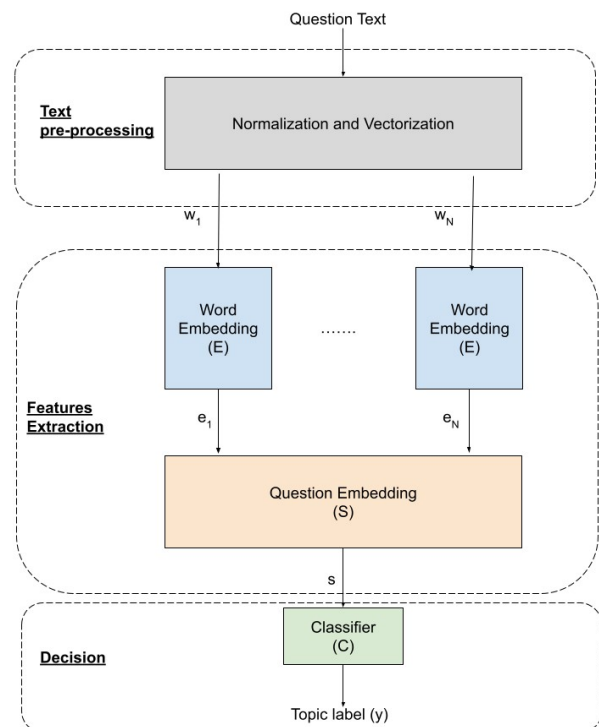 Question Text
Text
pre-processing
Normalization and Vectorization
w1
wN
Word
Embedding
(E)
.......
Word
Embedding
(E)
Features
Extraction
e1
eN
Question Embedding
(S)
s
Classifier
(C)
Decision
Topic label (y)